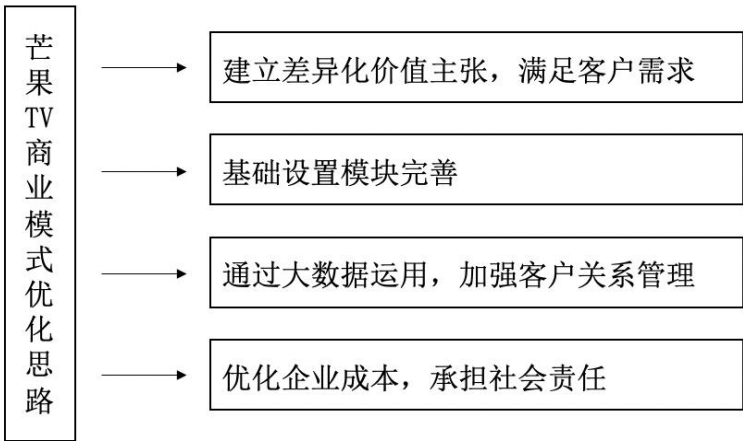 芒果TV商业模式优化思路
建立差异化价值主张，满足客户需求
基础设置模块完善
通过大数据运用，加强客户关系管理
优化企业成本，承担社会责任